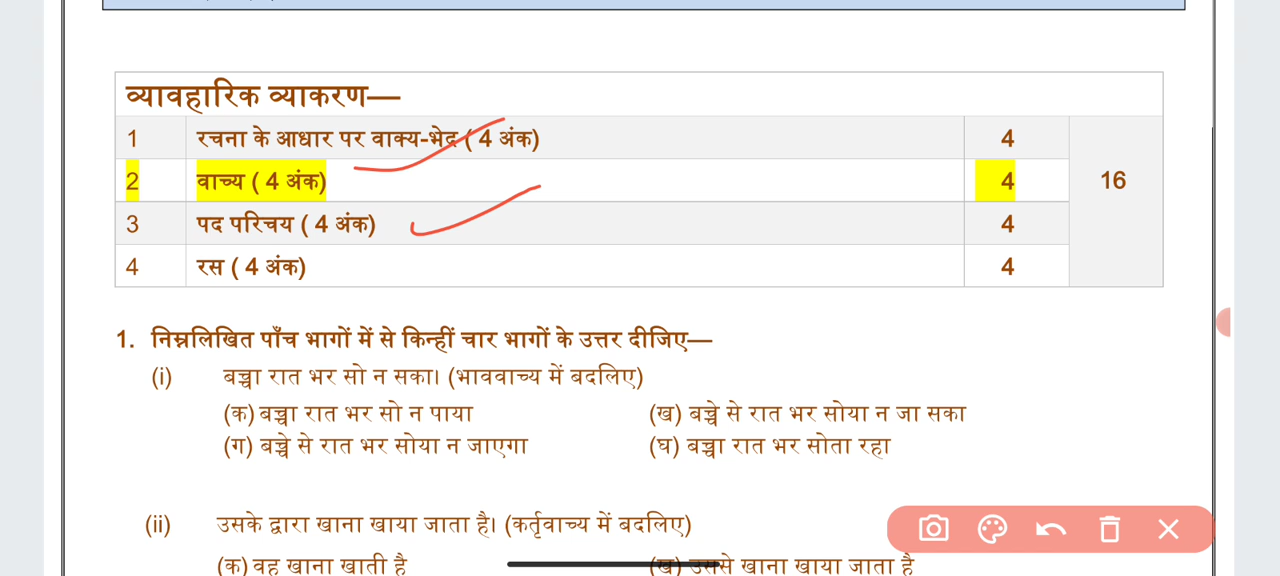 व्यावहारिक व्याकरण—
1 रचना के आधार पर वाक्य-भेद ( 4 अंक) 4
2 वाच्य ( 4 अंक) 4 16
3 पद परिचय ( 4 अंक) 4
4 रस ( 4 अंक) 4
1. निम्नलिखित पाँच भागों में से किन्हीं चार भागों के उत्तर दीजिए—
(i) बच्चा रात भर सो न सका। (भाववाच्य में बदलिए)
(क) बच्चा रात भर सो न पाया (ख) बच्चे से रात भर सोया न जा सका
(ग) बच्चे से रात भर सोया न जाएगा (घ) बच्चा रात भर सोता रहा
(ii) उसके द्वारा खाना खाया जाता है। (कर्तृवाच्य में बदलिए)
(क) वह खाना खाती है (ख) उससे खाना खाया जाता है